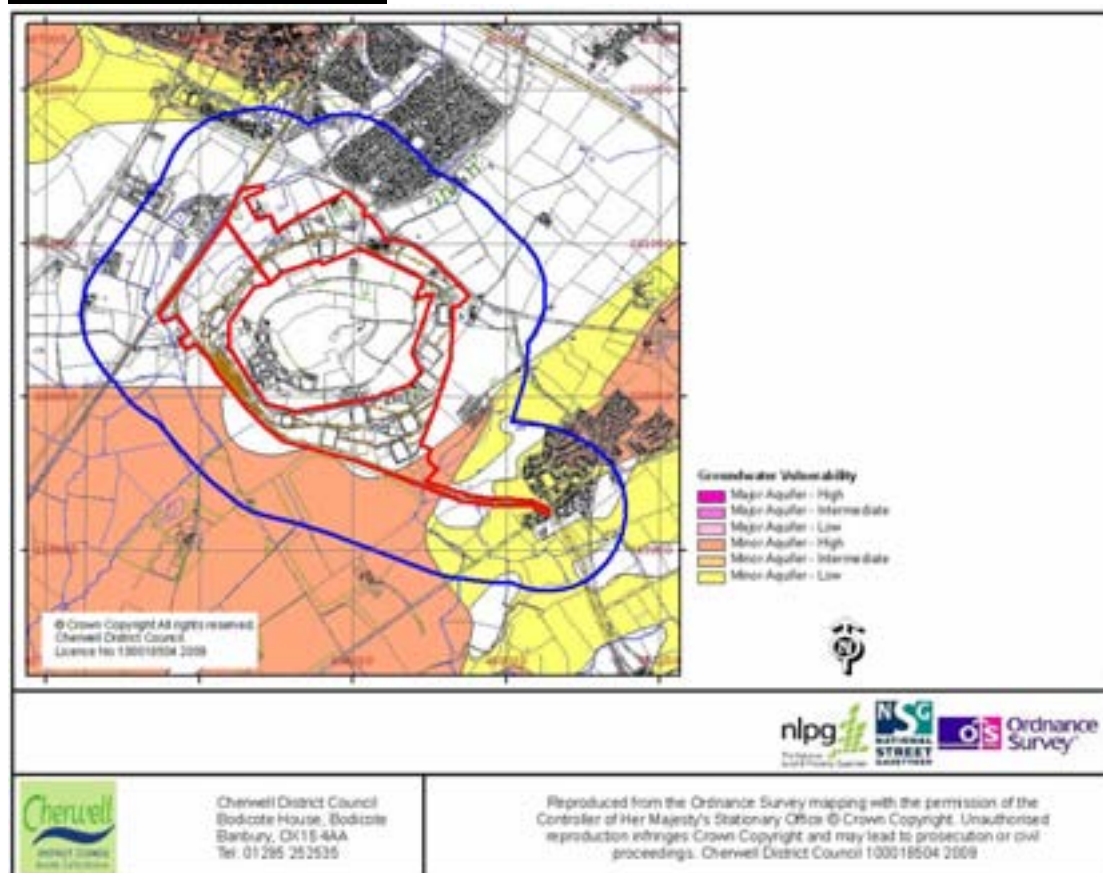 © Crown Copyright All rights reserved
Cherwell District Council
Licence No 100018504 2009
Groundwater Vulnerability
Major Aquifer - High
Major Aquifer - Intermediate
Major Aquifer - Low
Minor Aquifer - High
Minor Aquifer - Intermediate
Minor Aquifer - Low
N
nlpg
NSG
NATIONAL
STREET
GAZETTEER
OS
Ordnance
Survey
Cherwell
DISTRICT COUNCIL
Cherwell District Council
Bodicote House, Bodicote
Banbury, OX15 4AA
Tel. 01295 252535
Reproduced from the Ordnance Survey mapping with the permission of the
Controller of Her Majesty's Stationary Office © Crown Copyright. Unauthorised
reproduction infringes Crown Copyright and may lead to prosecution or civil
proceedings. Cherwell District Council 100018504 2009